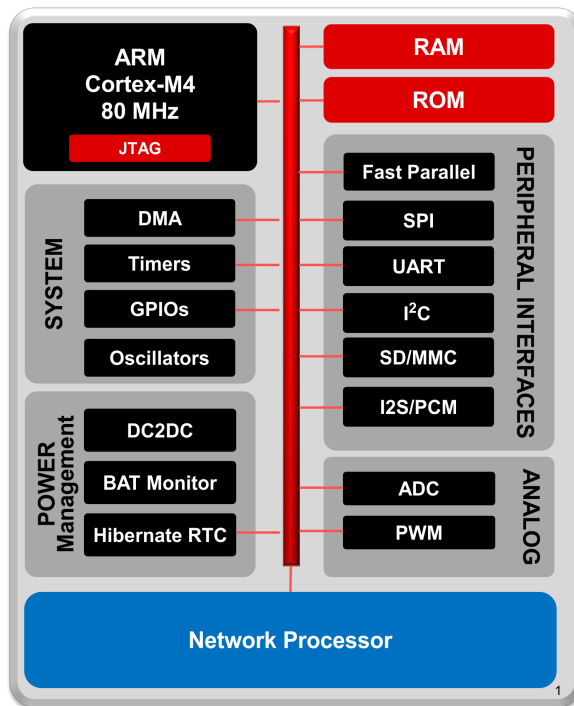 ARM
Cortex-M4
80 MHz
JTAG
RAM
ROM
SYSTEM
DMA
Timers
GPIOs
Oscillators
POWER
Management
DC2DC
BAT Monitor
Hibernate RTC
PERIPHERAL INTERFACES
Fast Parallel
SPI
UART
I²C
SD/MMC
I2S/PCM
ANALOG
ADC
PWM
Network Processor
1